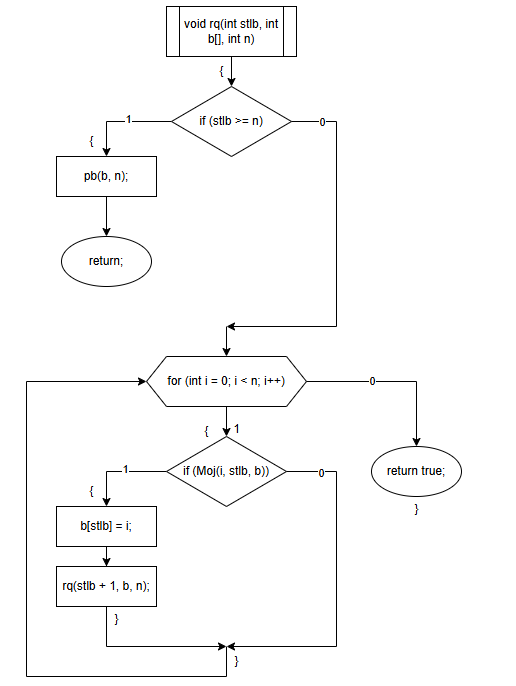 void rq(int stlb, int
b[], int n)
{
if (stlb >= n)
1
0
{
pb(b, n);
return;
for (int i = 0; i < n; i++)
0
{
1
if (Moj(i, stlb, b))
return true;
1
0
{
}
b[stlb] = i;
rq(stlb + 1, b, n);
}
}